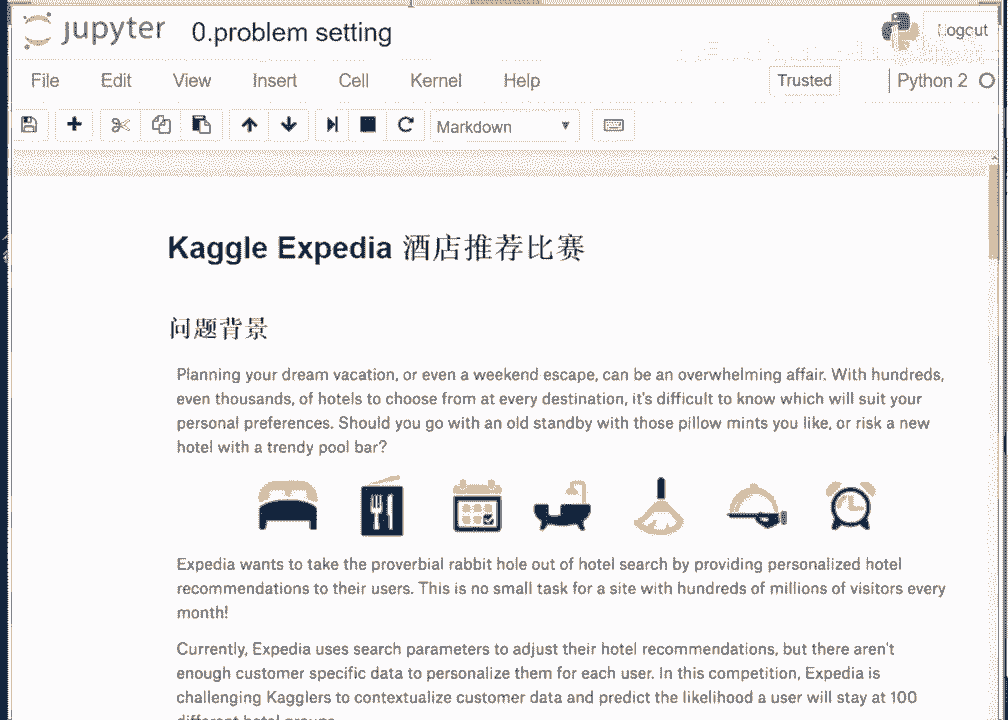 jupyter 0.problem setting Logout
File Edit View Insert Cell Kernel Help Trusted Python 2
Markdown
Kaggle Expedia 酒店推荐比赛
问题背景
Planning your dream vacation, or even a weekend escape, can be an overwhelming affair. With hundreds,
even thousands, of hotels to choose from at every destination, it's difficult to know which will suit your
personal preferences. Should you go with an old standby with those pillow mints you like, or risk a new
hotel with a trendy pool bar?
Expedia wants to take the proverbial rabbit hole out of hotel search by providing personalized hotel
recommendations to their users. This is no small task for a site with hundreds of millions of visitors every
month!
Currently, Expedia uses search parameters to adjust their hotel recommendations, but there aren't
enough customer specific data to personalize them for each user. In this competition, Expedia is
challenging Kagglers to contextualize customer data and predict the likelihood a user will stay at 100
different hotel groups.